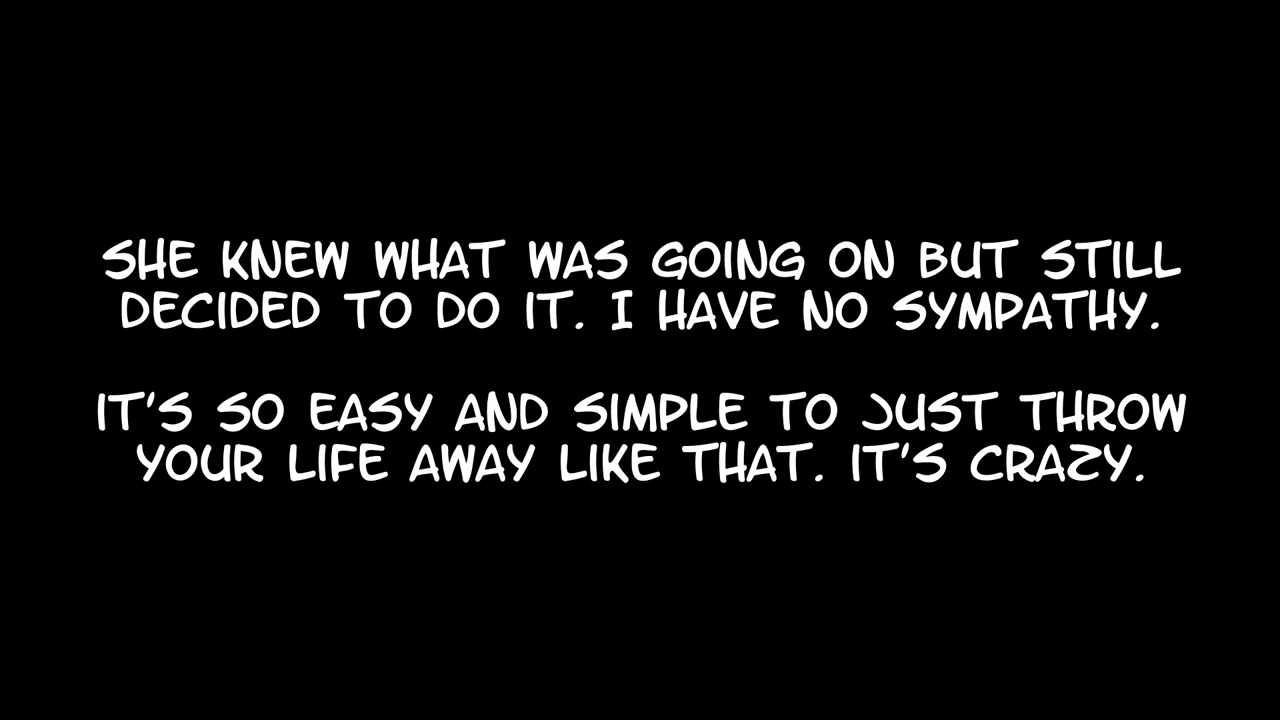 SHE KNEW WHAT WAS GOING ON BUT STILL
DECIDED TO DO IT. I HAVE NO SYMPATHY.
IT'S SO EASY AND SIMPLE TO JUST THROW
YOUR LIFE AWAY LIKE THAT. IT'S CRAZY.